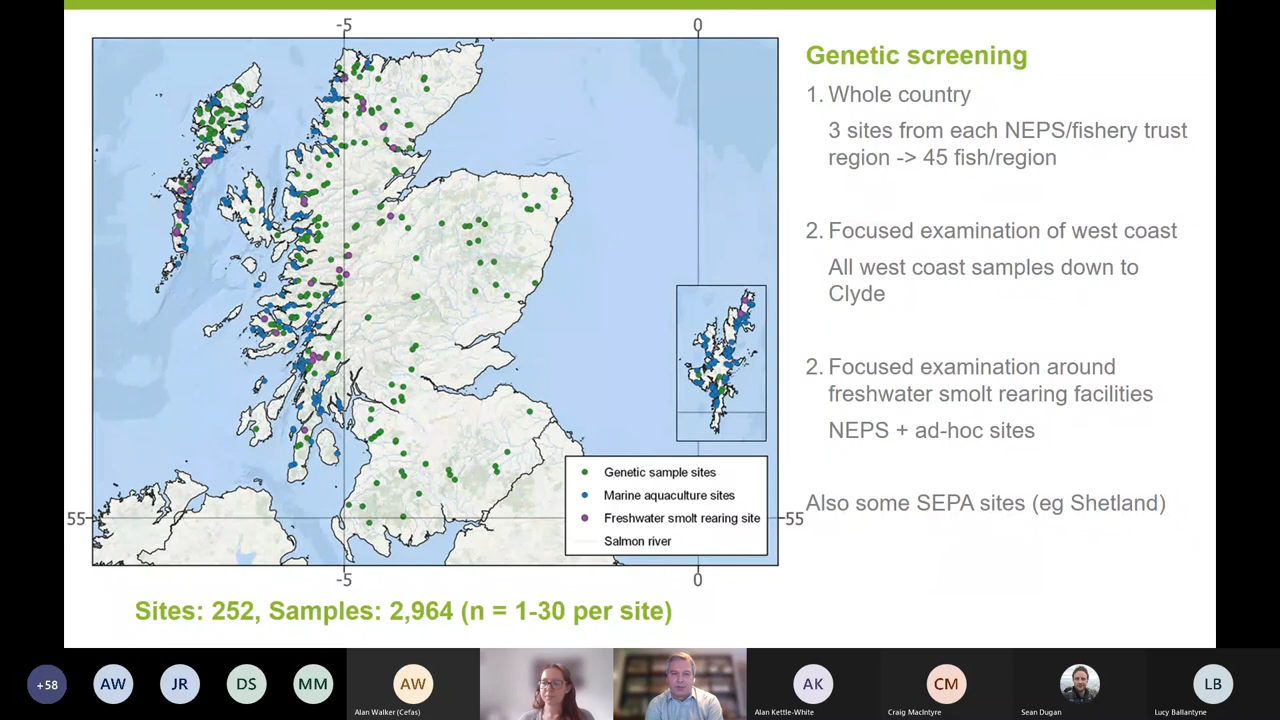 -5
0
Genetic screening
1. Whole country
3 sites from each NEPS/fishery trust
region -> 45 fish/region
2. Focused examination of west coast
All west coast samples down to
Clyde
2. Focused examination around
freshwater smolt rearing facilities
NEPS + ad-hoc sites
Also some SEPA sites (eg Shetland)
Genetic sample sites
Marine aquaculture sites
Freshwater smolt rearing site
Salmon river
55
55
-5
0
Sites: 252, Samples: 2,964 (n = 1-30 per site)
+58
AW
JR
DS
MM
AW
AK
CM
LB
Alan Walker (Cefas)
Alan Kettle-White
Craig MacIntyre
Sean Dugan
Lucy Ballantyne